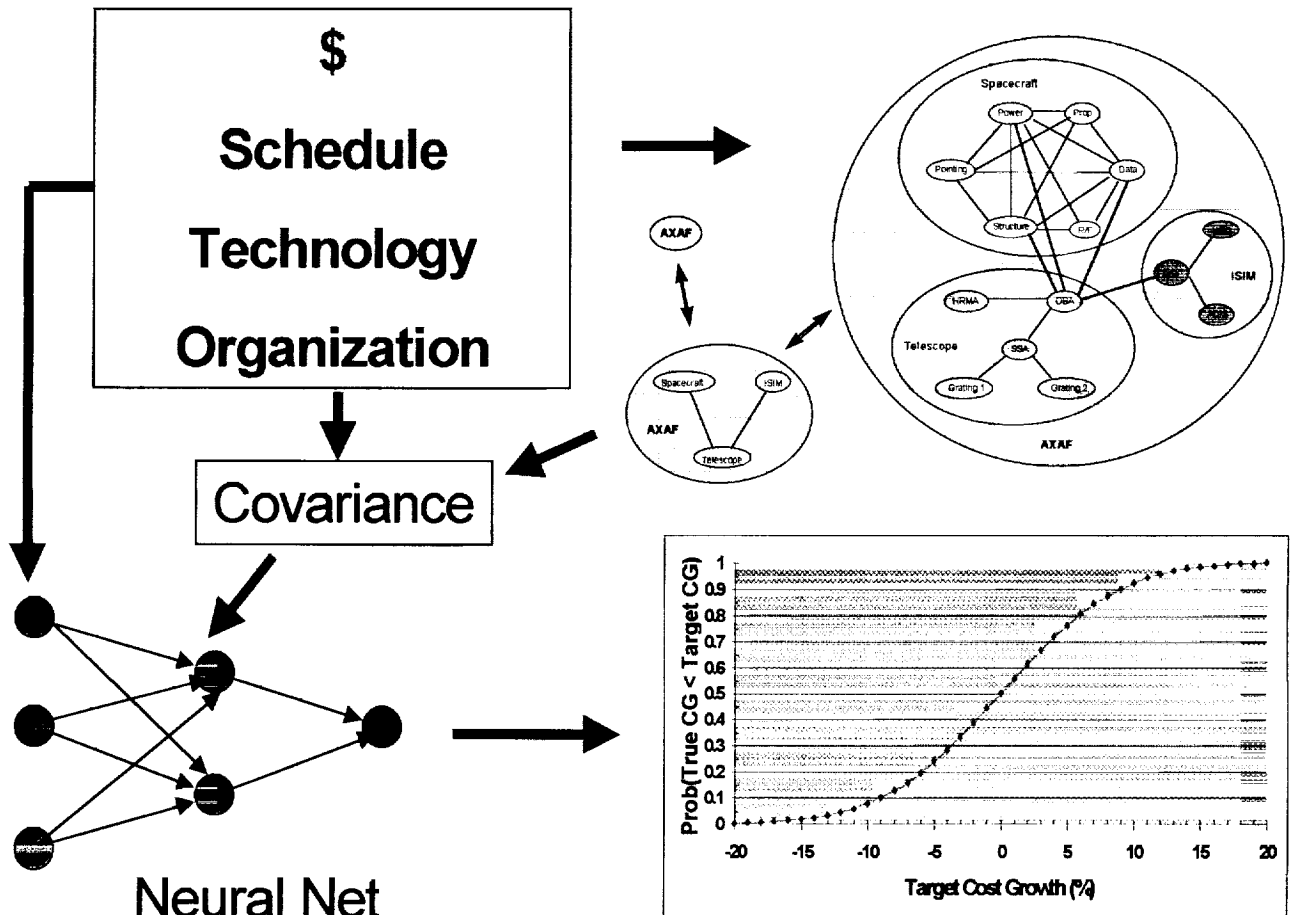 $
Schedule
Technology
Organization
Covariance
Neural Net
AXAF
Spacecraft
ISIM
AXAF
Telescope
Spacecraft
Power
Prop
Pointing
Data
Structure
ISIM
HRMA
OBA
Telescope
SSA
Grating 1
Grating 2
AXAF
Prob(True CG < Target CG)
1
0.9
0.8
0.7
0.6
0.5
0.4
0.3
0.2
0.1
0
-20
-15
-10
-5
0
5
10
15
20
Target Cost Growth (%)